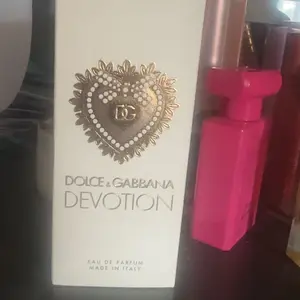 DG
DOLCE & GABBANA
DEVOTION
EAU DE PARFUM
MADE IN ITALY